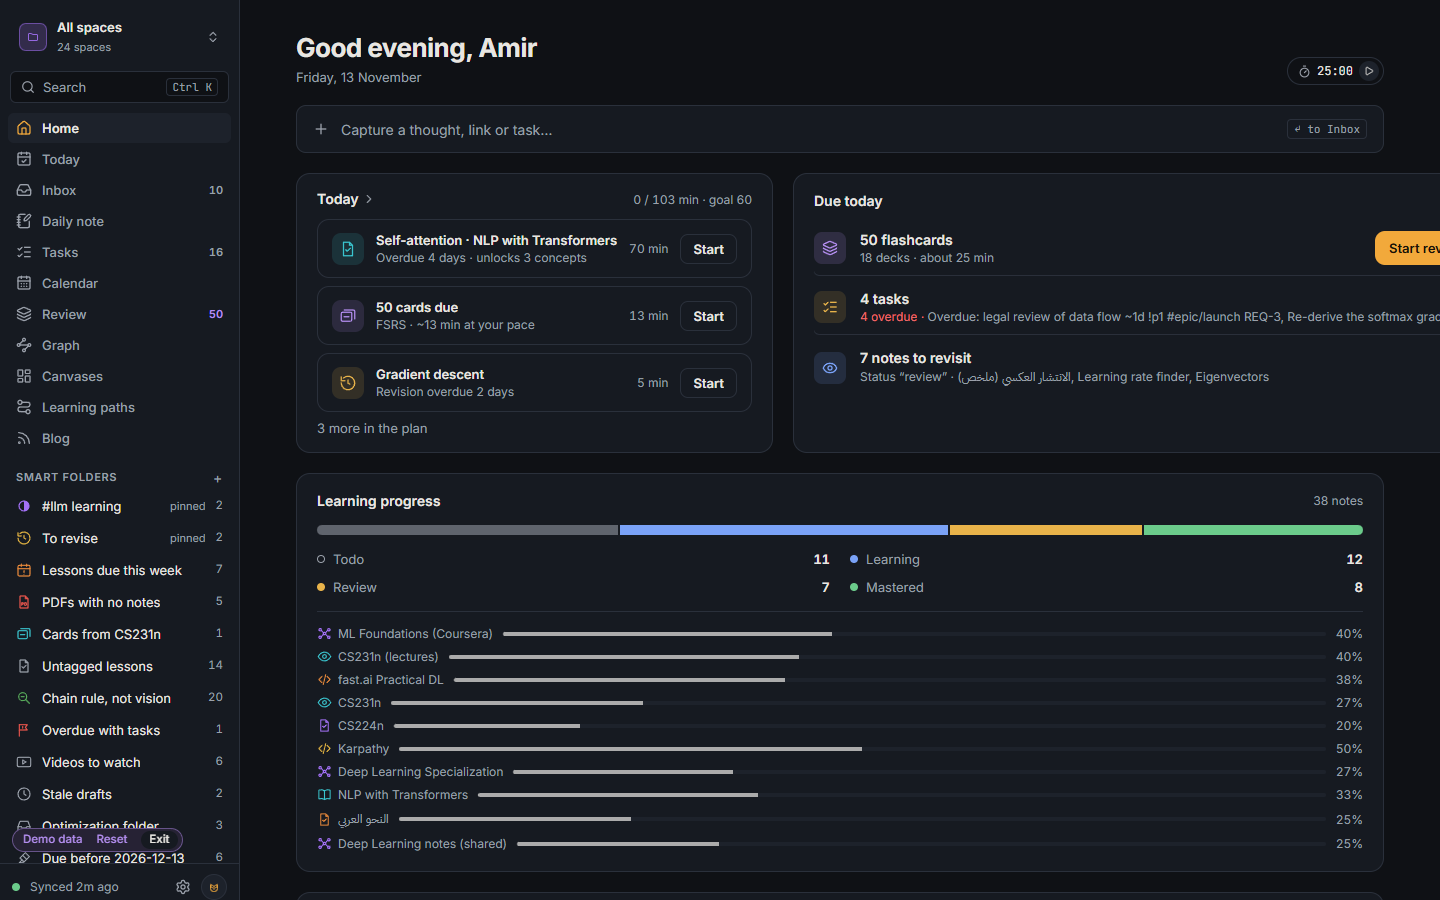 All spaces
24 spaces
Search
Ctrl K
Home
Today
Inbox 10
Daily note
Tasks 16
Calendar
Review 50
Graph
Canvases
Learning paths
Blog
SMART FOLDERS +
#llm learning pinned 2
To revise pinned 2
Lessons due this week 7
PDFs with no notes 5
Cards from CS231n 1
Untagged lessons 14
Chain rule, not vision 20
Overdue with tasks 1
Videos to watch 6
Stale drafts 2
Optimization folder 3
Demo data Reset Exit
Due before 2026-12-13 6
Synced 2m ago
Good evening, Amir
Friday, 13 November
25:00
Capture a thought, link or task...
↵ to Inbox
Today
0 / 103 min · goal 60
Self-attention · NLP with Transformers
Overdue 4 days · unlocks 3 concepts
70 min
Start
50 cards due
FSRS · ~13 min at your pace
13 min
Start
Gradient descent
Revision overdue 2 days
5 min
Start
3 more in the plan
Due today
50 flashcards
18 decks · about 25 min
Start rev
4 tasks
4 overdue · Overdue: legal review of data flow ~1d !p1 #epic/launch REQ-3, Re-derive the softmax grad
7 notes to revisit
Status “review” · الانتشار العكسي (ملخص), Learning rate finder, Eigenvectors
Learning progress
38 notes
Todo 11
Learning 12
Review 7
Mastered 8
ML Foundations (Coursera) 40%
CS231n (lectures) 40%
fast.ai Practical DL 38%
CS231n 27%
CS224n 20%
Karpathy 50%
Deep Learning Specialization 27%
NLP with Transformers 33%
النحو العربي 25%
Deep Learning notes (shared) 25%